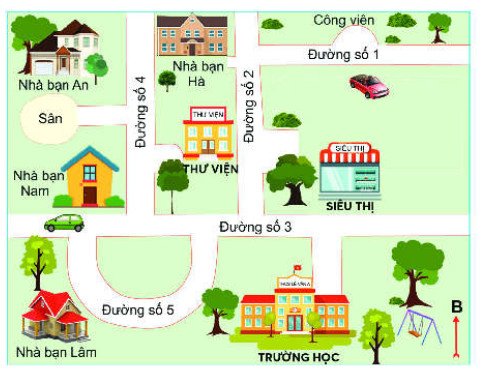 Công viên
Đường số 1
Nhà bạn An
Nhà bạn
Hà
Đường số 4
Đường số 2
Sân
THƯ VIỆN
THƯ VIỆN
SIÊU THỊ
SIÊU THỊ
Nhà bạn
Nam
Đường số 3
Đường số 5
Nhà bạn Lâm
TRƯỜNG HỌC
B